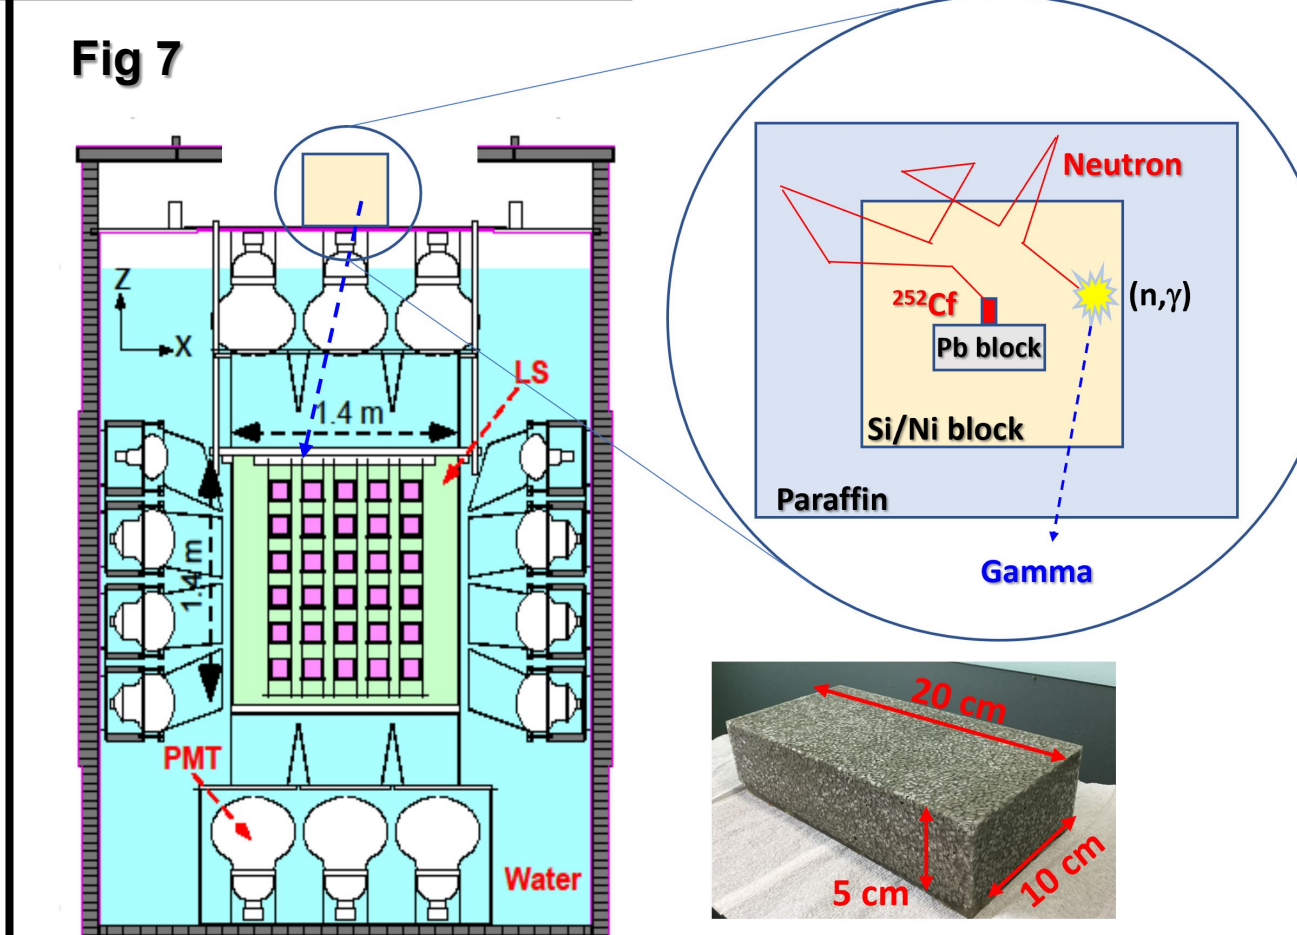 Fig 7
Z
X
LS
1.4 m
1.4 m
PMT
Water
Neutron
²⁵²Cf
(n,γ)
Pb block
Si/Ni block
Paraffin
Gamma
20 cm
5 cm
10 cm